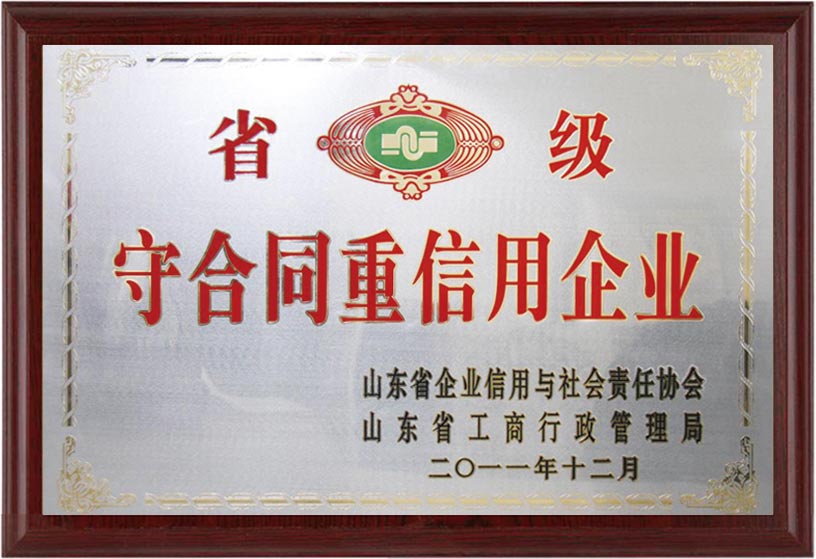 省 级
守合同重信用企业
山东省企业信用与社会责任协会
山东省工商行政管理局
二〇一一年十二月